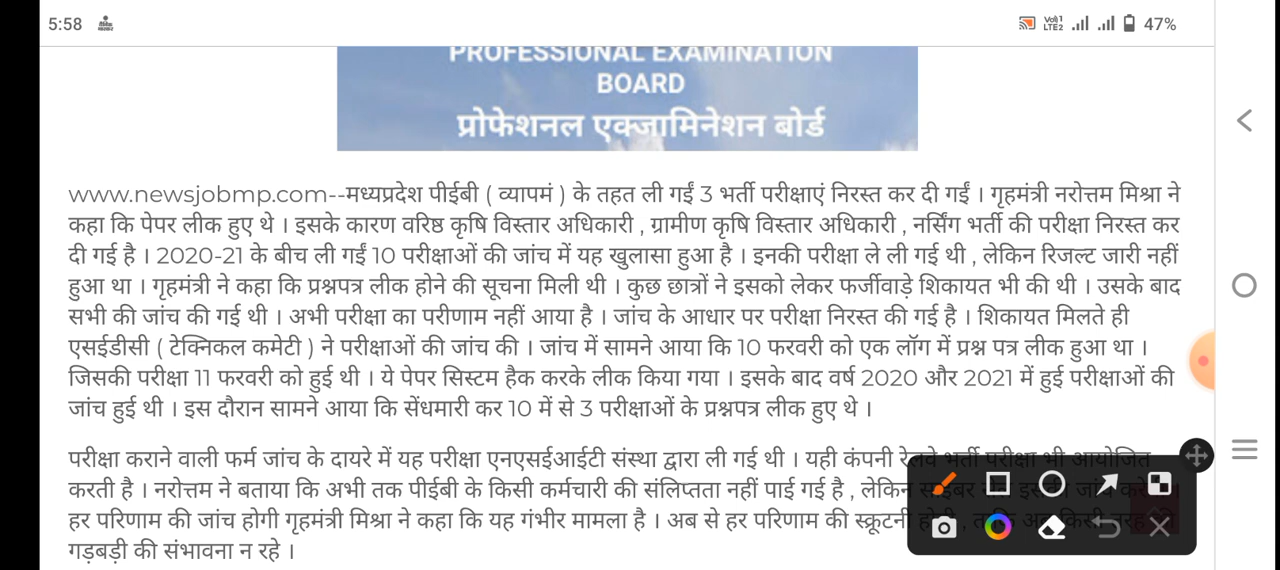 5:58
Vo)) 1
LTE2
47%
PROFESSIONAL EXAMINATION
BOARD
प्रोफेशनल एक्जामिनेशन बोर्ड
www.newsjobmp.com--मध्यप्रदेश पीईबी ( व्यापमं ) के तहत ली गईं 3 भर्ती परीक्षाएं निरस्त कर दी गईं । गृहमंत्री नरोत्तम मिश्रा ने
कहा कि पेपर लीक हुए थे । इसके कारण वरिष्ठ कृषि विस्तार अधिकारी , ग्रामीण कृषि विस्तार अधिकारी , नर्सिंग भर्ती की परीक्षा निरस्त कर
दी गई है । 2020-21 के बीच ली गईं 10 परीक्षाओं की जांच में यह खुलासा हुआ है । इनकी परीक्षा ले ली गई थी , लेकिन रिजल्ट जारी नहीं
हुआ था । गृहमंत्री ने कहा कि प्रश्नपत्र लीक होने की सूचना मिली थी । कुछ छात्रों ने इसको लेकर फर्जीवाड़े शिकायत भी की थी । उसके बाद
सभी की जांच की गई थी । अभी परीक्षा का परीणाम नहीं आया है । जांच के आधार पर परीक्षा निरस्त की गई है । शिकायत मिलते ही
एसईडीसी ( टेक्निकल कमेटी ) ने परीक्षाओं की जांच की । जांच में सामने आया कि 10 फरवरी को एक लॉग में प्रश्न पत्र लीक हुआ था ।
जिसकी परीक्षा 11 फरवरी को हुई थी । ये पेपर सिस्टम हैक करके लीक किया गया । इसके बाद वर्ष 2020 और 2021 में हुई परीक्षाओं की
जांच हुई थी । इस दौरान सामने आया कि सेंधमारी कर 10 में से 3 परीक्षाओं के प्रश्नपत्र लीक हुए थे ।
परीक्षा कराने वाली फर्म जांच के दायरे में यह परीक्षा एनएसईआईटी संस्था द्वारा ली गई थी । यही कंपनी रेलवे भर्ती परीक्षा भी आयोजित
करती है । नरोत्तम ने बताया कि अभी तक पीईबी के किसी कर्मचारी की संलिप्तता नहीं पाई गई है , लेकिन इसकी जांच
हर परिणाम की जांच होगी गृहमंत्री मिश्रा ने कहा कि यह गंभीर मामला है । अब से हर परिणाम की स्क्रूटनी होगी ,
गड़बड़ी की संभावना न रहे ।